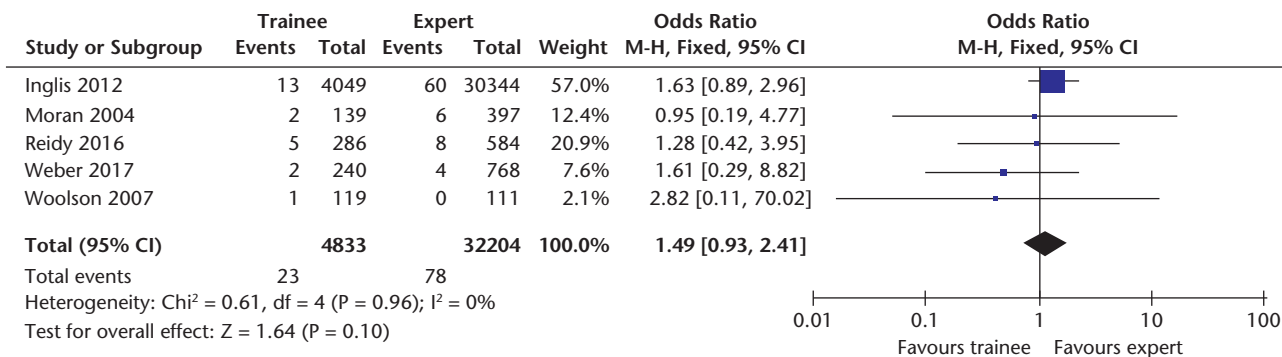 Trainee Expert Odds Ratio Odds Ratio
Study or Subgroup Events Total Events Total Weight M-H, Fixed, 95% CI M-H, Fixed, 95% CI
Inglis 2012 13 4049 60 30344 57.0% 1.63 [0.89, 2.96]
Moran 2004 2 139 6 397 12.4% 0.95 [0.19, 4.77]
Reidy 2016 5 286 8 584 20.9% 1.28 [0.42, 3.95]
Weber 2017 2 240 4 768 7.6% 1.61 [0.29, 8.82]
Woolson 2007 1 119 0 111 2.1% 2.82 [0.11, 70.02]
Total (95% CI) 4833 32204 100.0% 1.49 [0.93, 2.41]
Total events 23 78
Heterogeneity: Chi² = 0.61, df = 4 (P = 0.96); I² = 0%
Test for overall effect: Z = 1.64 (P = 0.10)
0.01 0.1 1 10 100
Favours trainee Favours expert